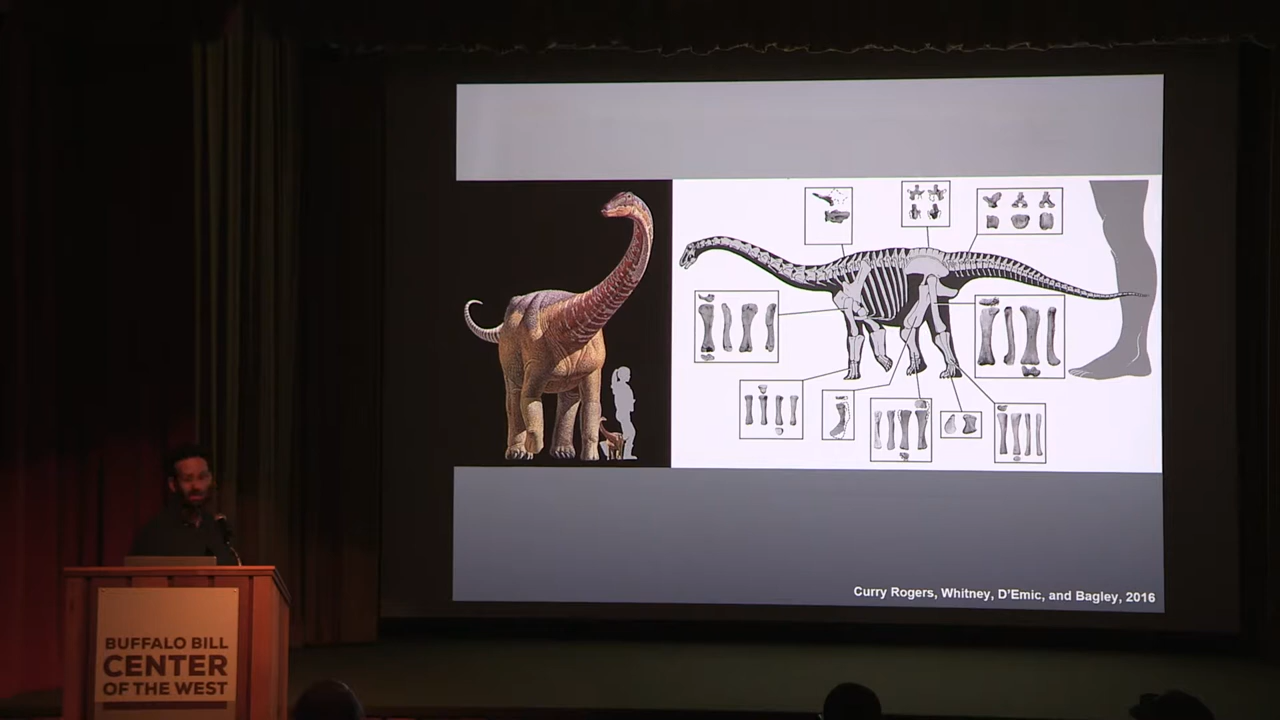 Curry Rogers, Whitney, D'Emic, and Bagley, 2016
BUFFALO BILL
CENTER
OF THE WEST